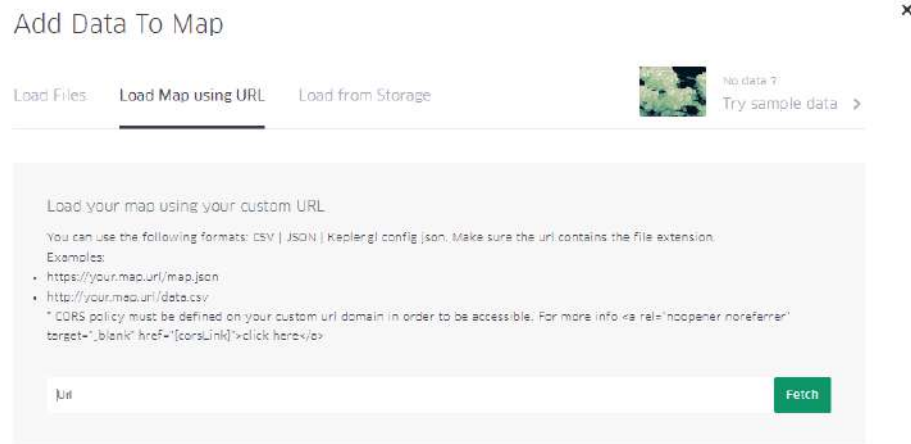 Add Data To Map
×
Load Files
Load Map using URL
Load from Storage
No data ?
Try sample data >
Load your map using your custom URL
You can use the following formats: CSV | JSON | Kepler.gl config json. Make sure the url contains the file extension.
Examples:
• https://your.map.url/map.json
• http://your.map.url/data.csv
* CORS policy must be defined on your custom url domain in order to be accessible. For more info <a rel="noopener noreferrer"
target="_blank" href="{corsLink}">click here</a>
Url
Fetch